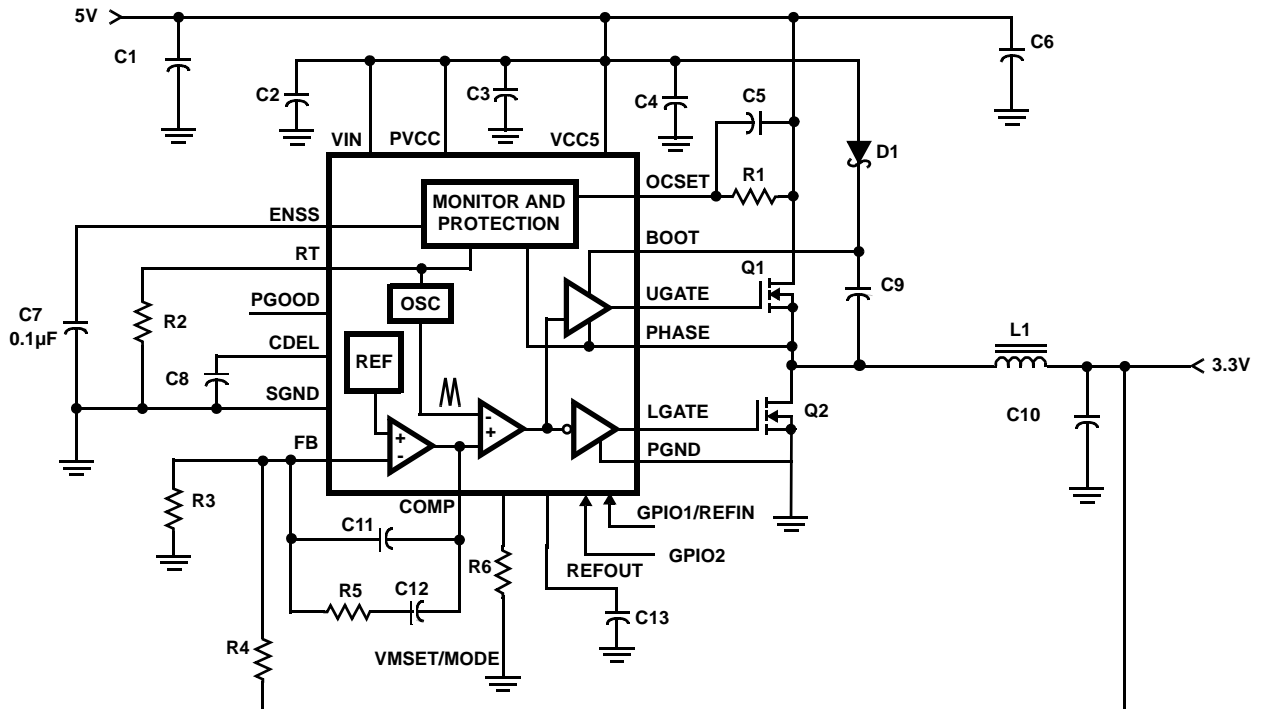 5V
C1
C2
C3
C4
C5
C6
VIN
PVCC
VCC5
D1
OCSET
R1
MONITOR AND
PROTECTION
ENSS
BOOT
RT
Q1
C9
UGATE
PGOOD
OSC
C7
0.1µF
R2
L1
PHASE
CDEL
REF
3.3V
C8
SGND
LGATE
Q2
C10
FB
+
-
-
+
PGND
R3
COMP
GPIO1/REFIN
C11
GPIO2
R6
REFOUT
R5
C12
C13
R4
VMSET/MODE